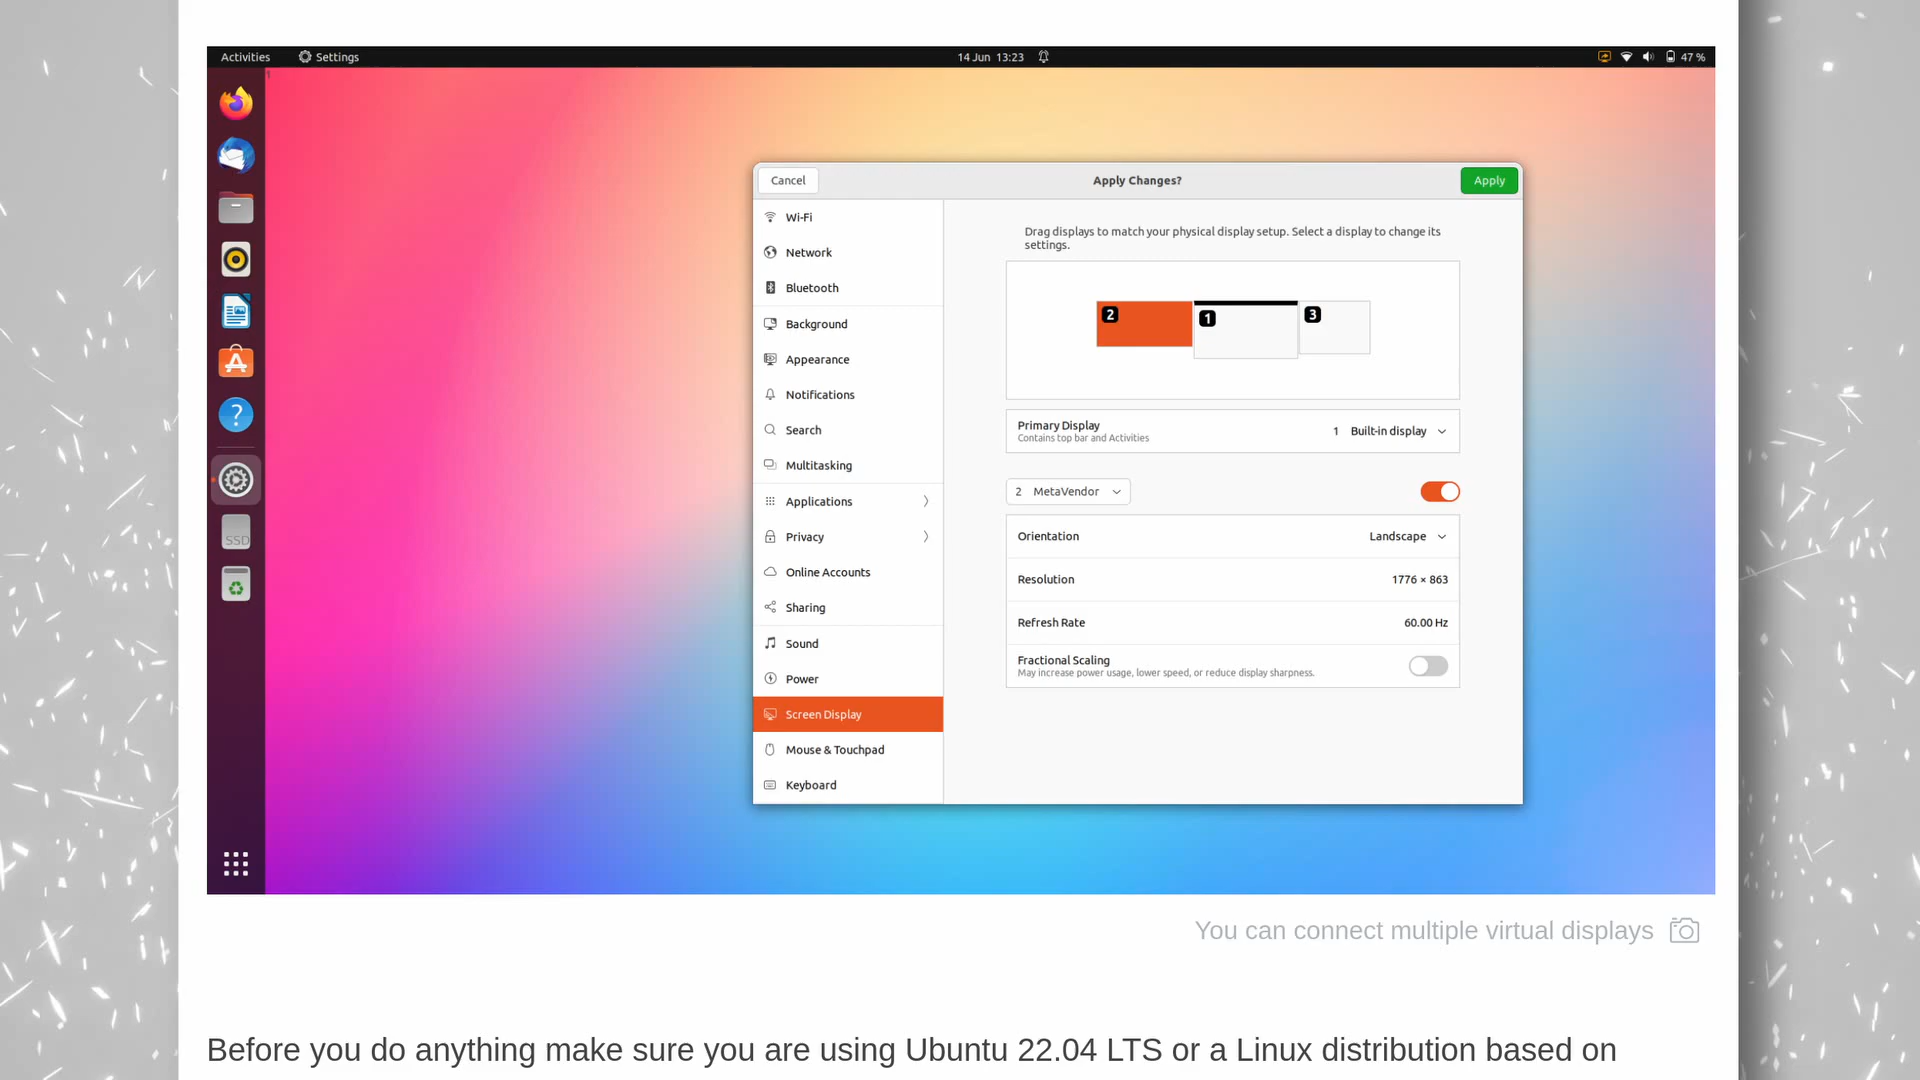 Activities Settings 14 Jun 13:23 47 %
1
Cancel Apply Changes? Apply
Wi-Fi
Network
Bluetooth
Background
Appearance
Notifications
Search
Multitasking
Applications
Privacy
Online Accounts
Sharing
Sound
Power
Screen Display
Mouse & Touchpad
Keyboard
Drag displays to match your physical display setup. Select a display to change its
settings.
2 1 3
Primary Display 1 Built-in display
Contains top bar and Activities
2 MetaVendor
Orientation Landscape
Resolution 1776 × 863
Refresh Rate 60.00 Hz
Fractional Scaling
May increase power usage, lower speed, or reduce display sharpness.
SSD
You can connect multiple virtual displays
Before you do anything make sure you are using Ubuntu 22.04 LTS or a Linux distribution based on